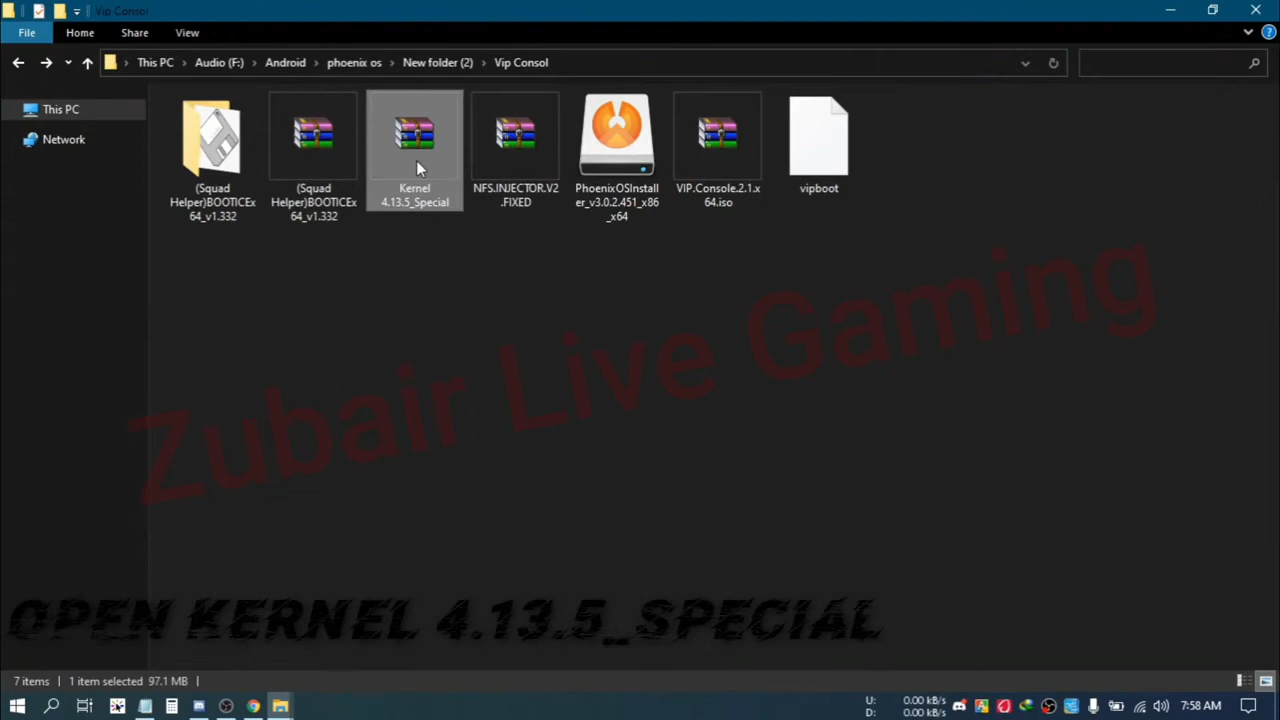 Vip Consol
File
Home
Share
View
This PC
Audio (F:)
Android
phoenix os
New folder (2)
Vip Consol
This PC
Network
(Squad
Helper)BOOTICEx
64_v1.332
(Squad
Helper)BOOTICEx
64_v1.332
Kernel
4.13.5_Special
NFS.INJECTOR.V2
.FIXED
PhoenixOSInstall
er_v3.0.2.451_x86
_x64
VIP.Console.2.1.x
64.iso
vipboot
Zubair Live Gaming
OPEN KERNEL 4.13.5_SPECIAL
7 items
1 item selected 97.1 MB
U: 0.00 kB/s
D: 0.00 kB/s
7:58 AM